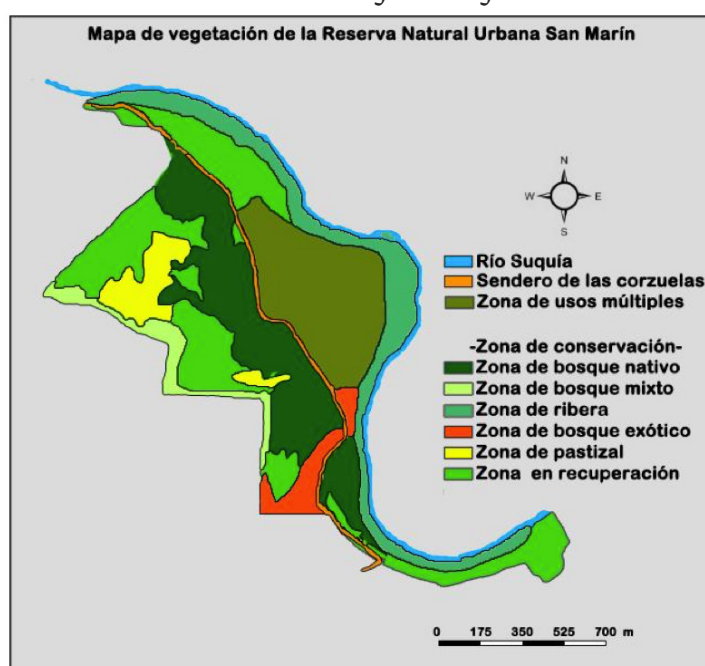 Mapa de vegetación de la Reserva Natural Urbana San Marín
N
W
E
S
Río Suquía
Sendero de las corzuelas
Zona de usos múltiples
-Zona de conservación-
Zona de bosque nativo
Zona de bosque mixto
Zona de ribera
Zona de bosque exótico
Zona de pastizal
Zona en recuperación
0 175 350 525 700 m